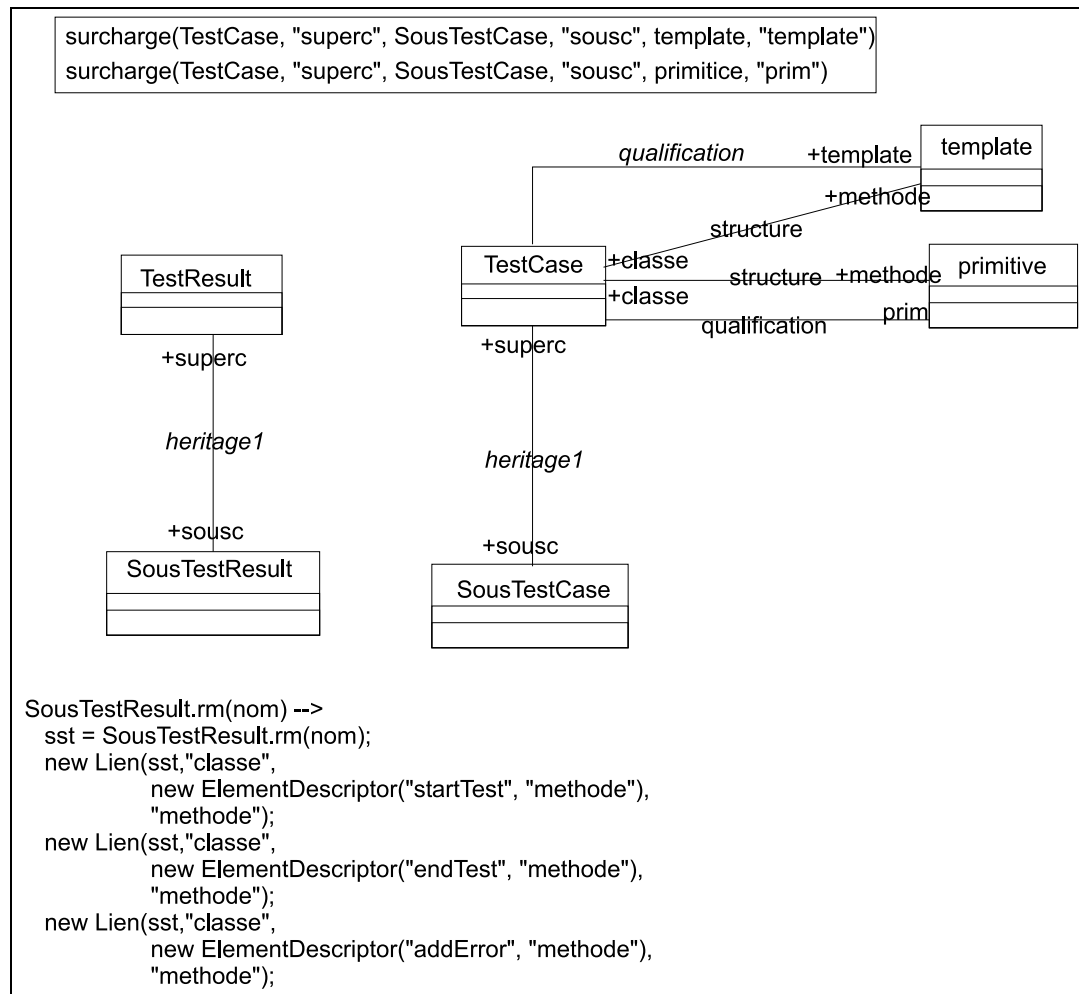 surcharge(TestCase, "superc", SousTestCase, "sousc", template, "template")
surcharge(TestCase, "superc", SousTestCase, "sousc", primitice, "prim")
qualification
+template
template
+methode
structure
TestResult
TestCase
+classe
structure
+methode
primitive
+classe
qualification
prim
+superc
+superc
heritage1
heritage1
+sousc
+sousc
SousTestResult
SousTestCase
SousTestResult.rm(nom) -->
sst = SousTestResult.rm(nom);
new Lien(sst,"classe",
new ElementDescriptor("startTest", "methode"),
"methode");
new Lien(sst,"classe",
new ElementDescriptor("endTest", "methode"),
"methode");
new Lien(sst,"classe",
new ElementDescriptor("addError", "methode"),
"methode");